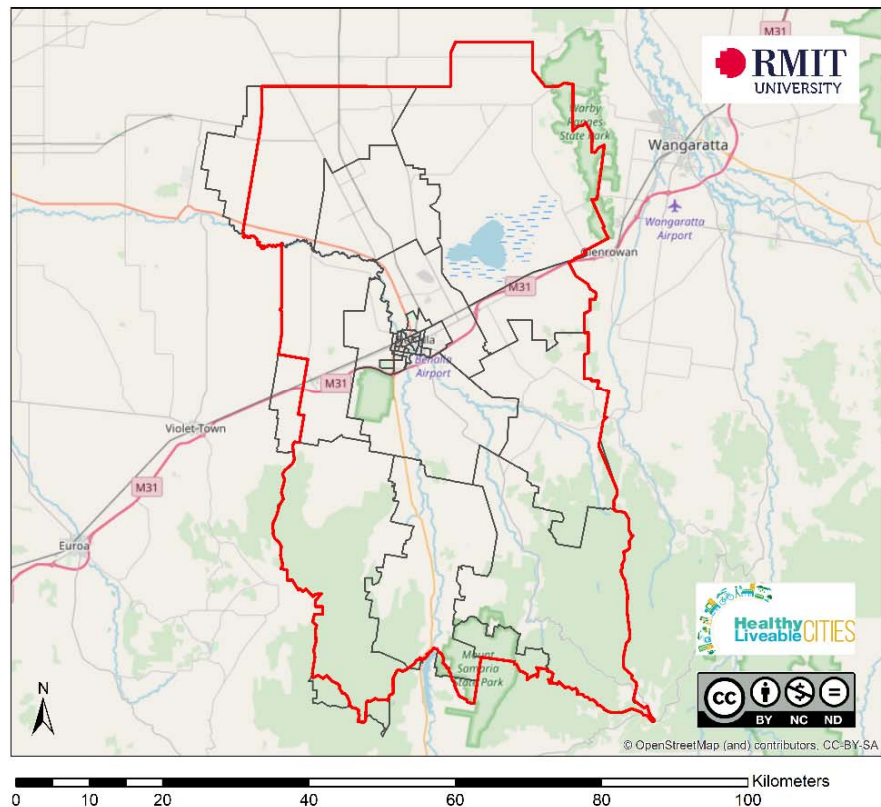 M31
RMIT
UNIVERSITY
Warby
Ranges
State Park
Wangaratta
Wangaratta
Airport
Glenrowan
M31
Benalla
Airport
M31
Violet-Town
M31
Euroa
Mount
Samaria
State Park
Healthy
Liveable CITIES
N
CC
BY NC ND
© OpenStreetMap (and) contributors, CC-BY-SA
0 10 20 40 60 80 100 Kilometers